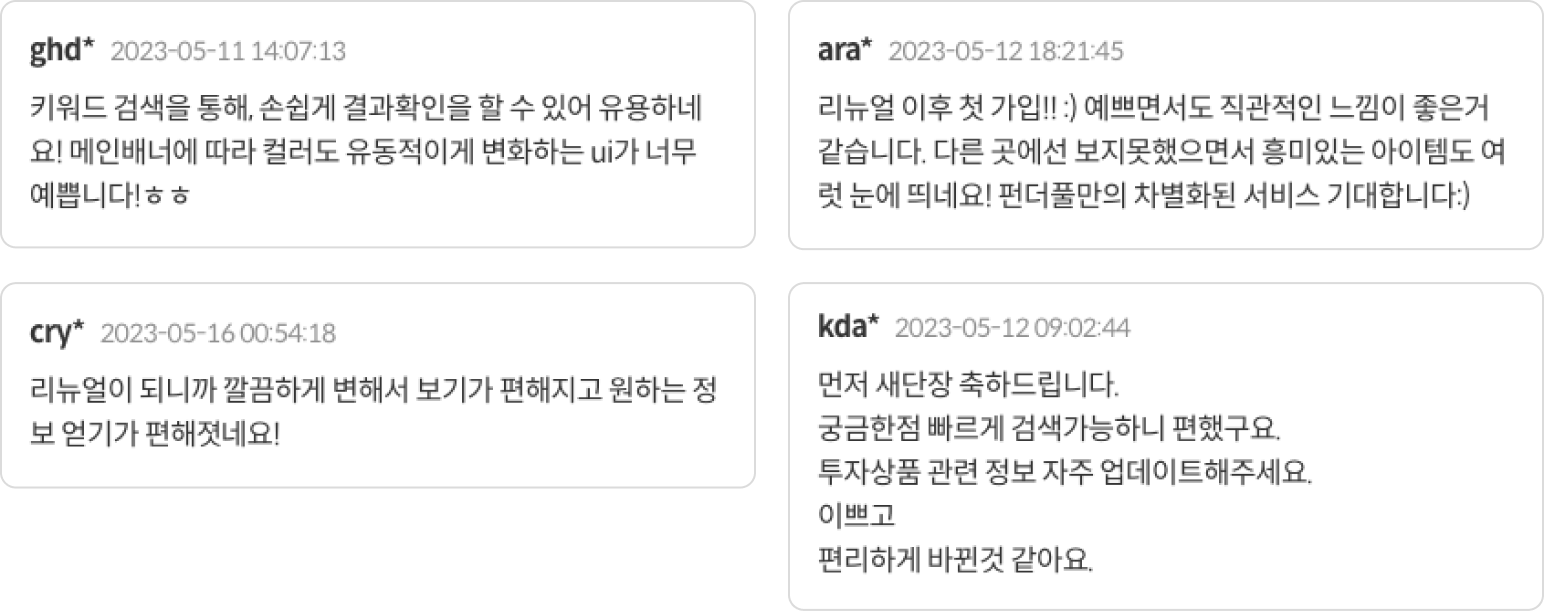 ghd* 2023-05-11 14:07:13
키워드 검색을 통해, 손쉽게 결과확인을 할 수 있어 유용하네
요! 메인배너에 따라 컬러도 유동적이게 변화하는 ui가 너무
예쁩니다!ㅎㅎ
ara* 2023-05-12 18:21:45
리뉴얼 이후 첫 가입!! :) 예쁘면서도 직관적인 느낌이 좋은거
같습니다. 다른 곳에선 보지못했으면서 흥미있는 아이템도 여
럿 눈에 띄네요! 펀더풀만의 차별화된 서비스 기대합니다:)
cry* 2023-05-16 00:54:18
리뉴얼이 되니까 깔끔하게 변해서 보기가 편해지고 원하는 정
보 얻기가 편해졋네요!
kda* 2023-05-12 09:02:44
먼저 새단장 축하드립니다.
궁금한점 빠르게 검색가능하니 편했구요.
투자상품 관련 정보 자주 업데이트해주세요.
이쁘고
편리하게 바뀐것 같아요.